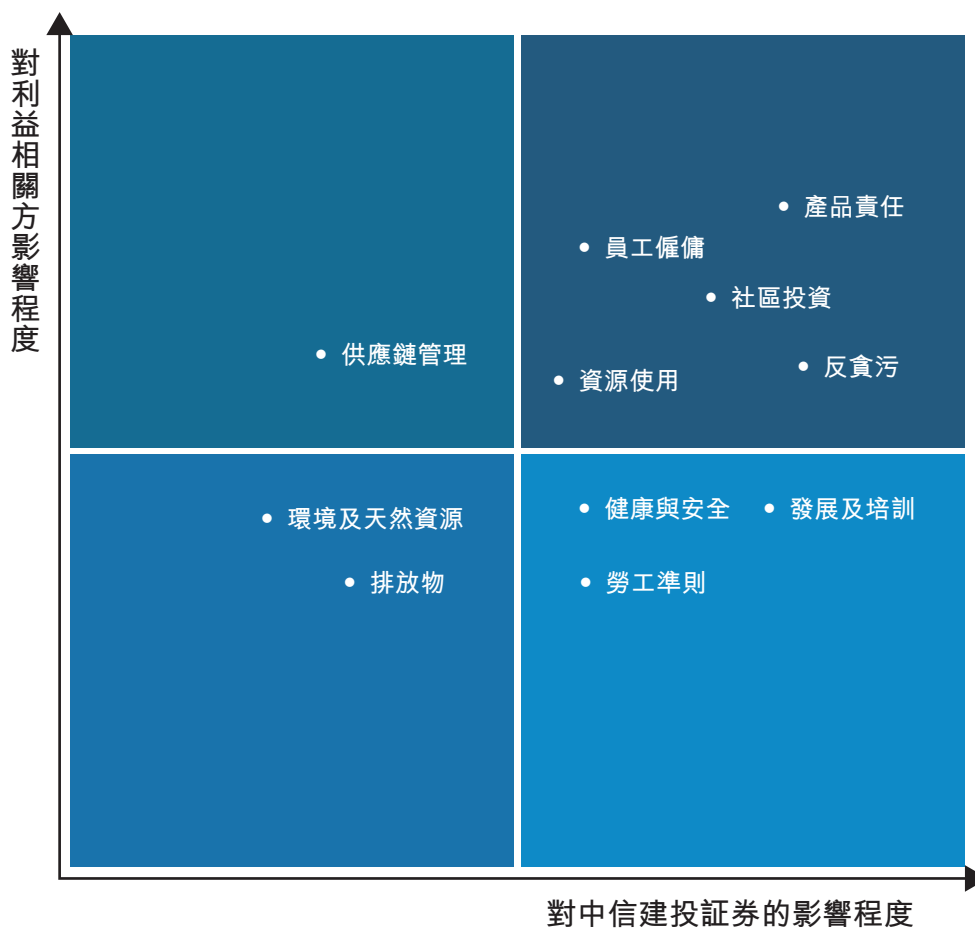 對利益相關方影響程度
• 產品責任
• 員工僱傭
• 社區投資
• 供應鏈管理
• 反貪污
• 資源使用
• 環境及天然資源
• 健康與安全
• 發展及培訓
• 排放物
• 勞工準則
對中信建投証券的影響程度